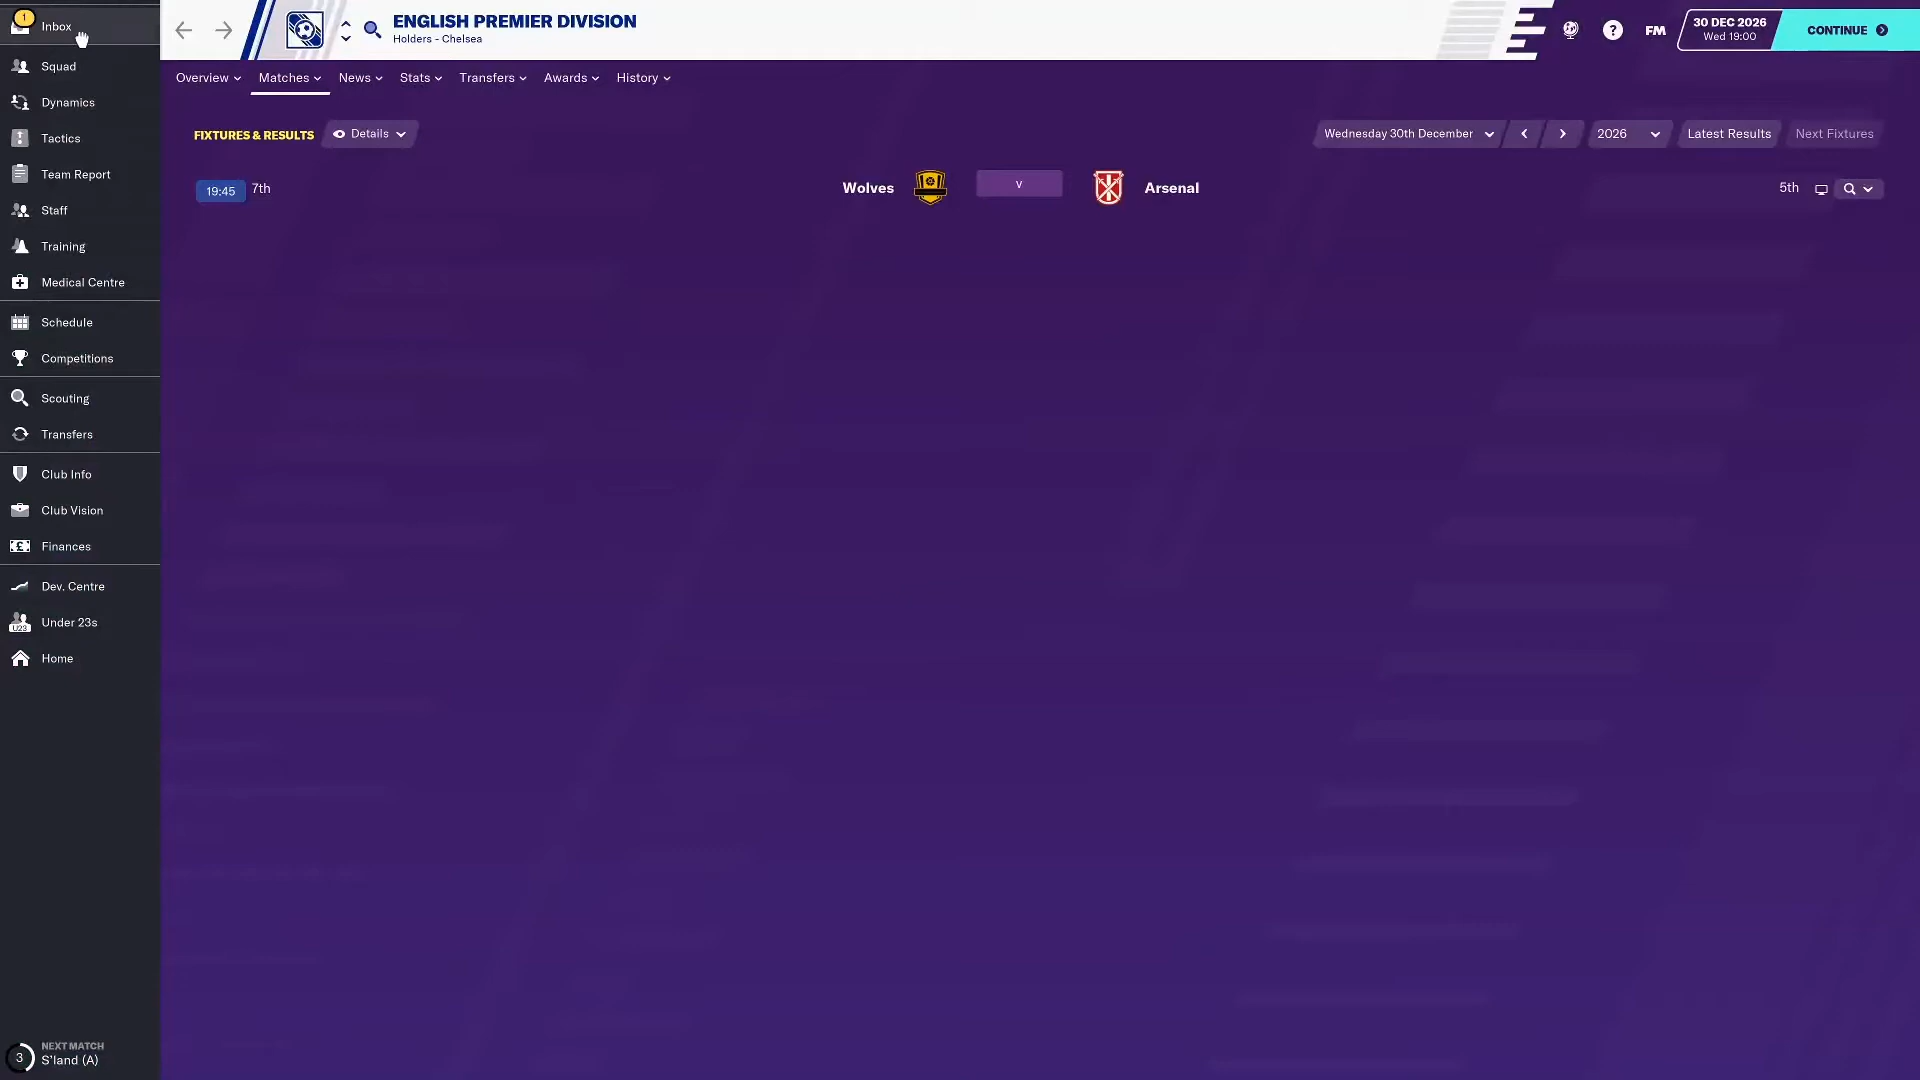 1
Inbox
Squad
Dynamics
Tactics
Team Report
Staff
Training
Medical Centre
Schedule
Competitions
Scouting
Transfers
Club Info
Club Vision
Finances
Dev. Centre
U23
Under 23s
Home
3
NEXT MATCH
S'land (A)
ENGLISH PREMIER DIVISION
Holders - Chelsea
?
FM
30 DEC 2026
Wed 19:00
CONTINUE
Overview Matches News Stats Transfers Awards History
FIXTURES & RESULTS Details
Wednesday 30th December 2026 Latest Results Next Fixtures
19:45 7th Wolves v Arsenal 5th